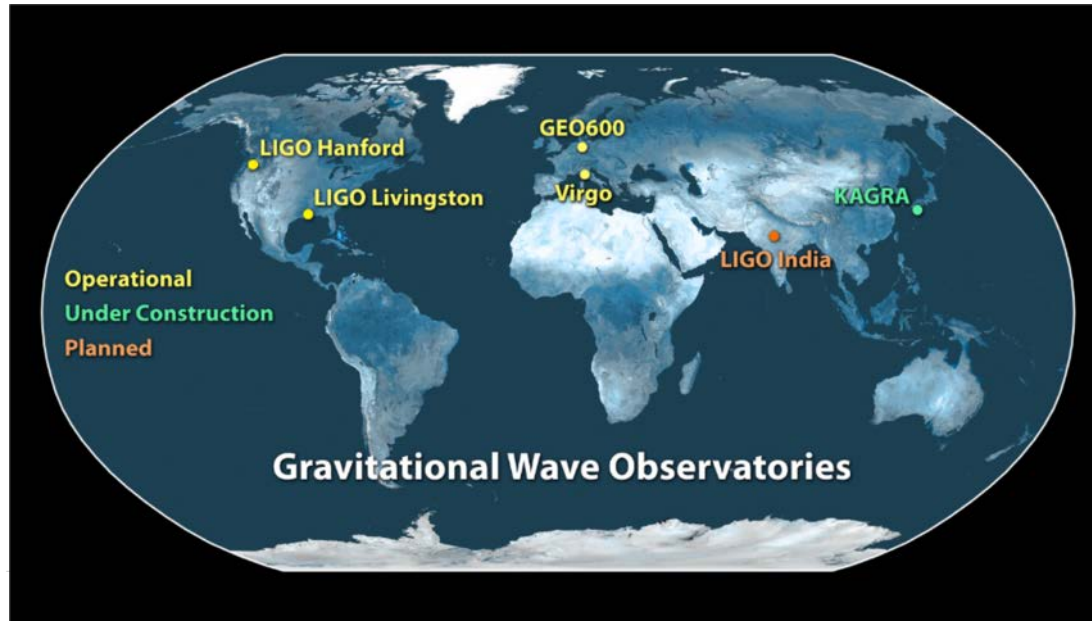 GEO600
LIGO Hanford
Virgo
LIGO Livingston
KAGRA
LIGO India
Operational
Under Construction
Planned
Gravitational Wave Observatories